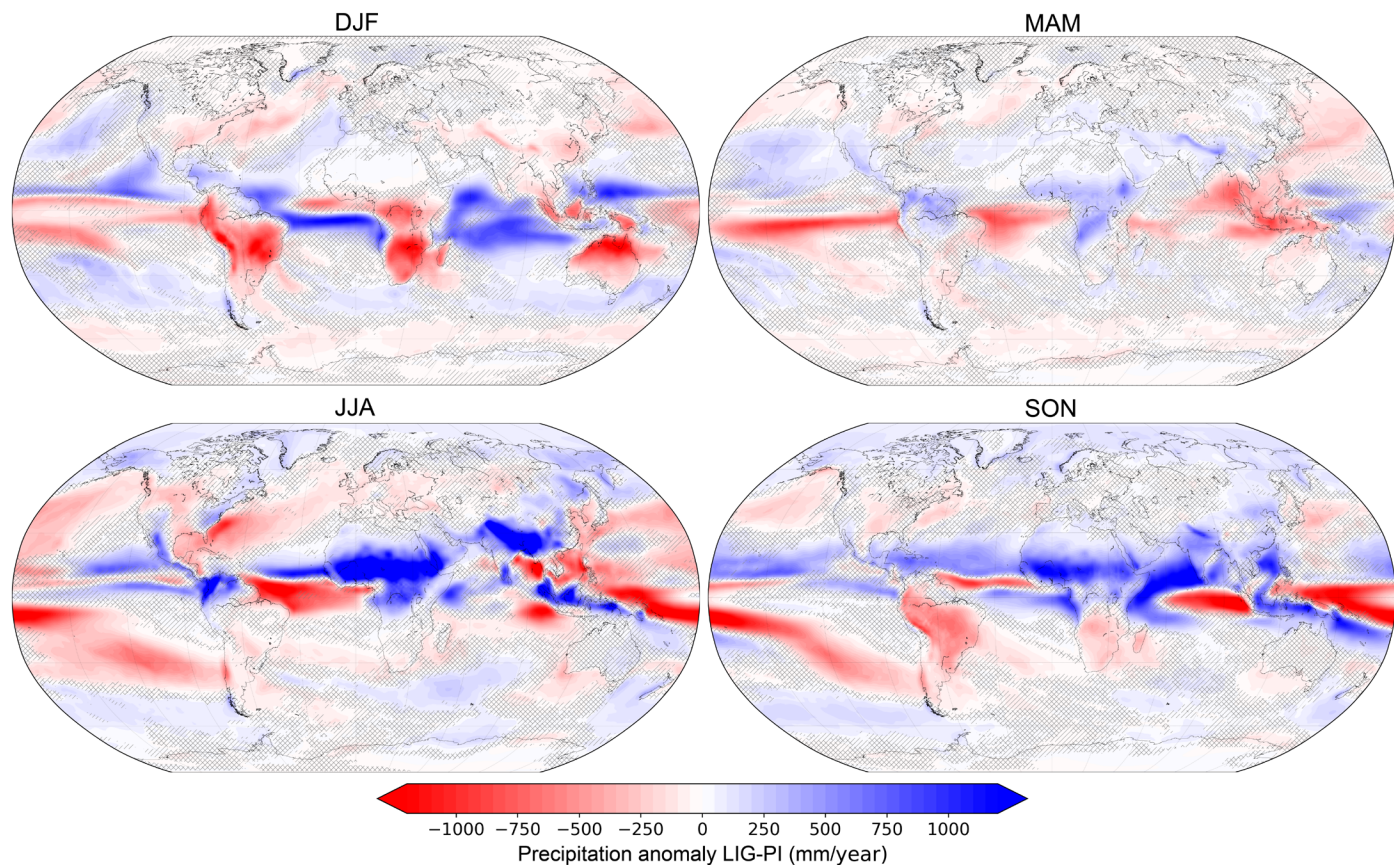 DJF MAM
JJA SON
−1000 −750 −500 −250 0 250 500 750 1000
Precipitation anomaly LIG-PI (mm/year)